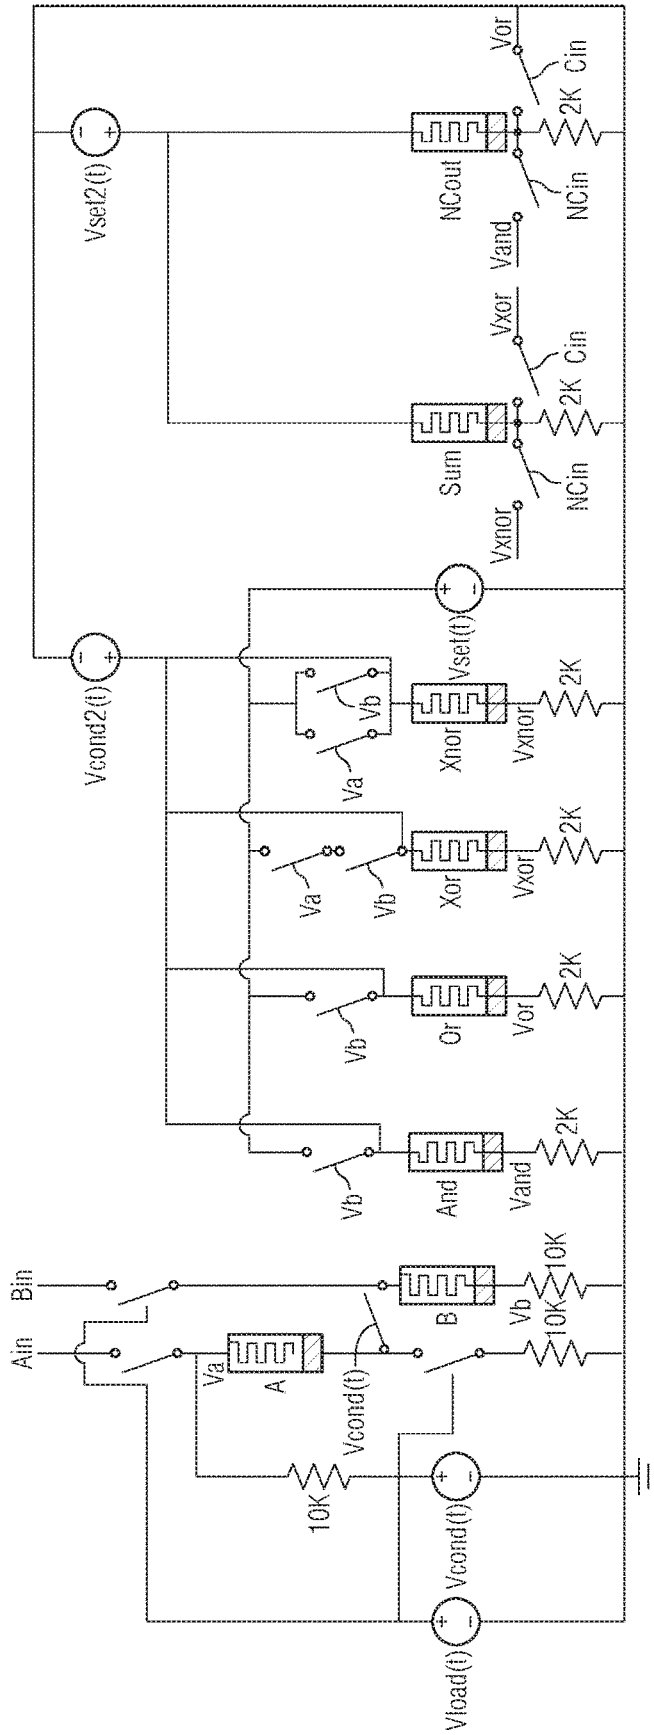 Vset2(t)
Vcond2(t)
Ain
Bin
Va
A
10K
Vcond(t)
Vcond(t)
Vload(t)
B
Vb
10K
10K
Vb
And
Vand
2K
Vb
Or
Vor
2K
Va
Vb
Xor
Vxor
2K
Va
Vb
Xnor
Vxnor
2K
Vset(t)
Sum
Vxnor
NCin
Vxor
Cin
2K
NCout
Vand
NCin
Vor
Cin
2K